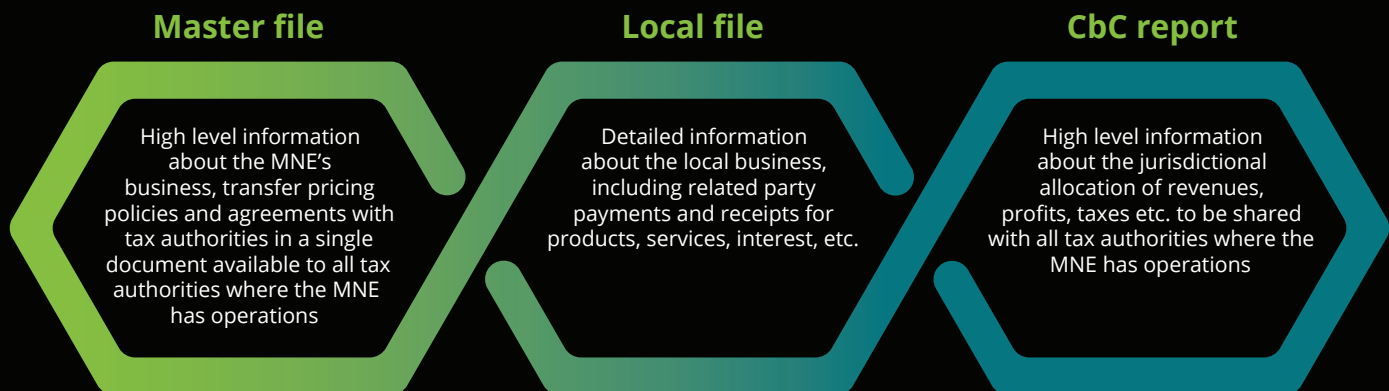 Master file
High level information
about the MNE's
business, transfer pricing
policies and agreements with
tax authorities in a single
document available to all tax
authorities where the MNE
has operations
Local file
Detailed information
about the local business,
including related party
payments and receipts for
products, services, interest, etc.
CbC report
High level information
about the jurisdictional
allocation of revenues,
profits, taxes etc. to be shared
with all tax authorities where the
MNE has operations